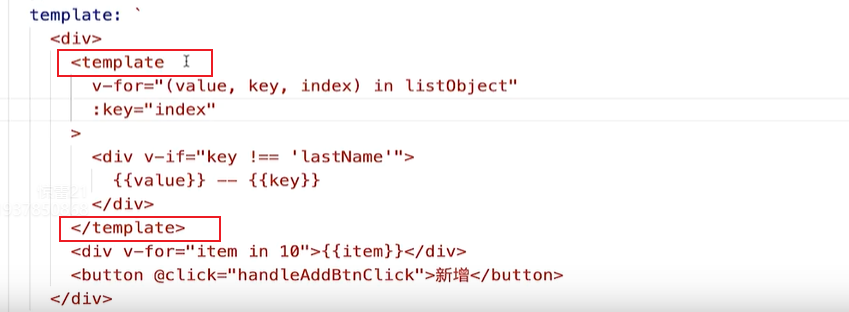 template: `
<div>
<template
v-for="(value, key, index) in listObject"
:key="index"
>
<div v-if="key !== 'lastName'">
{{value}} -- {{key}}
</div>
</template>
<div v-for="item in 10">{{item}}</div>
<button @click="handleAddBtnClick">新增</button>
</div>